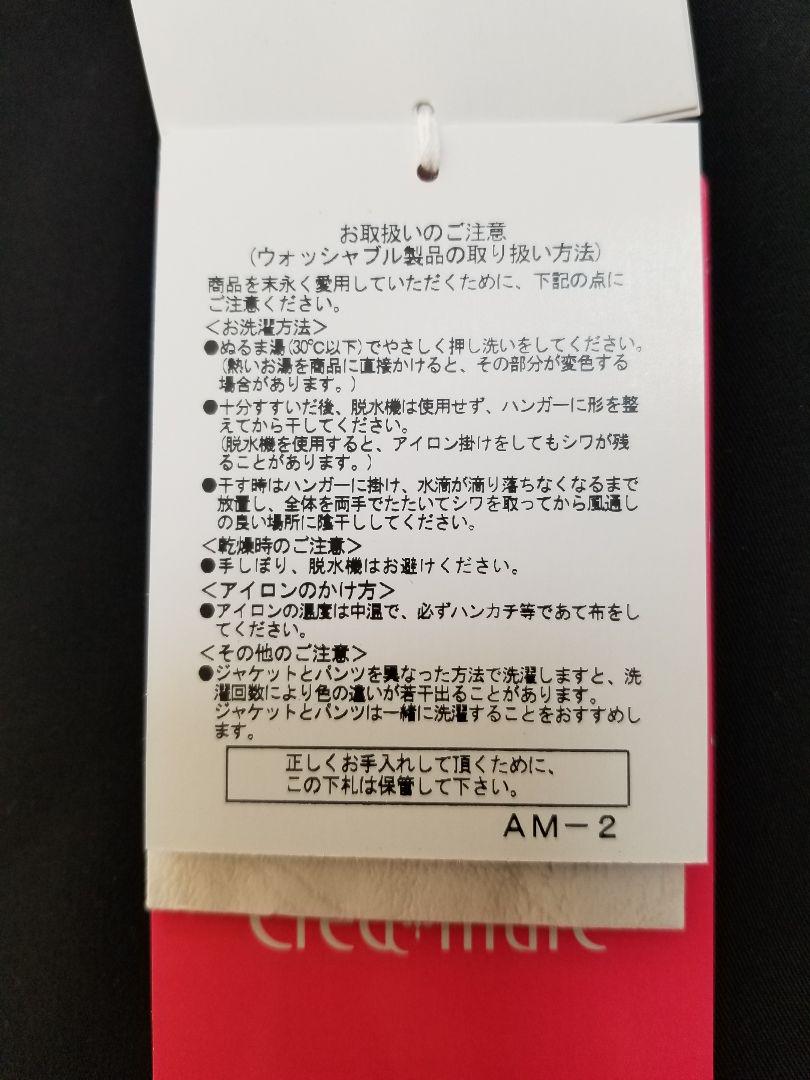 お取扱いのご注意
(ウォッシャブル製品の取り扱い方法)
商品を末永く愛用していただくために、下記の点に
ご注意ください。
<お洗濯方法>
●ぬるま湯(30℃以下)でやさしく押し洗いをしてください。
(熱いお湯を商品に直接かけると、その部分が変色する
場合があります。)
●十分すすいだ後、脱水機は使用せず、ハンガーに形を整
えてから干してください。
(脱水機を使用すると、アイロン掛けをしてもシワが残
ることがあります。)
●干す時はハンガーに掛け、水滴が滴り落ちなくなるまで
放置し、全体を両手でたたいてシワを取ってから風通し
の良い場所に陰干ししてください。
<乾燥時のご注意>
●手しぼり、脱水機はお避けください。
<アイロンのかけ方>
●アイロンの温度は中温で、必ずハンカチ等であて布をし
てください。
<その他のご注意>
●ジャケットとパンツを異なった方法で洗濯しますと、洗
濯回数により色の違いが若干出ることがあります。
ジャケットとパンツは一緒に洗濯することをおすすめし
ます。
正しくお手入れして頂くために、
この下札は保管して下さい。
AM-2